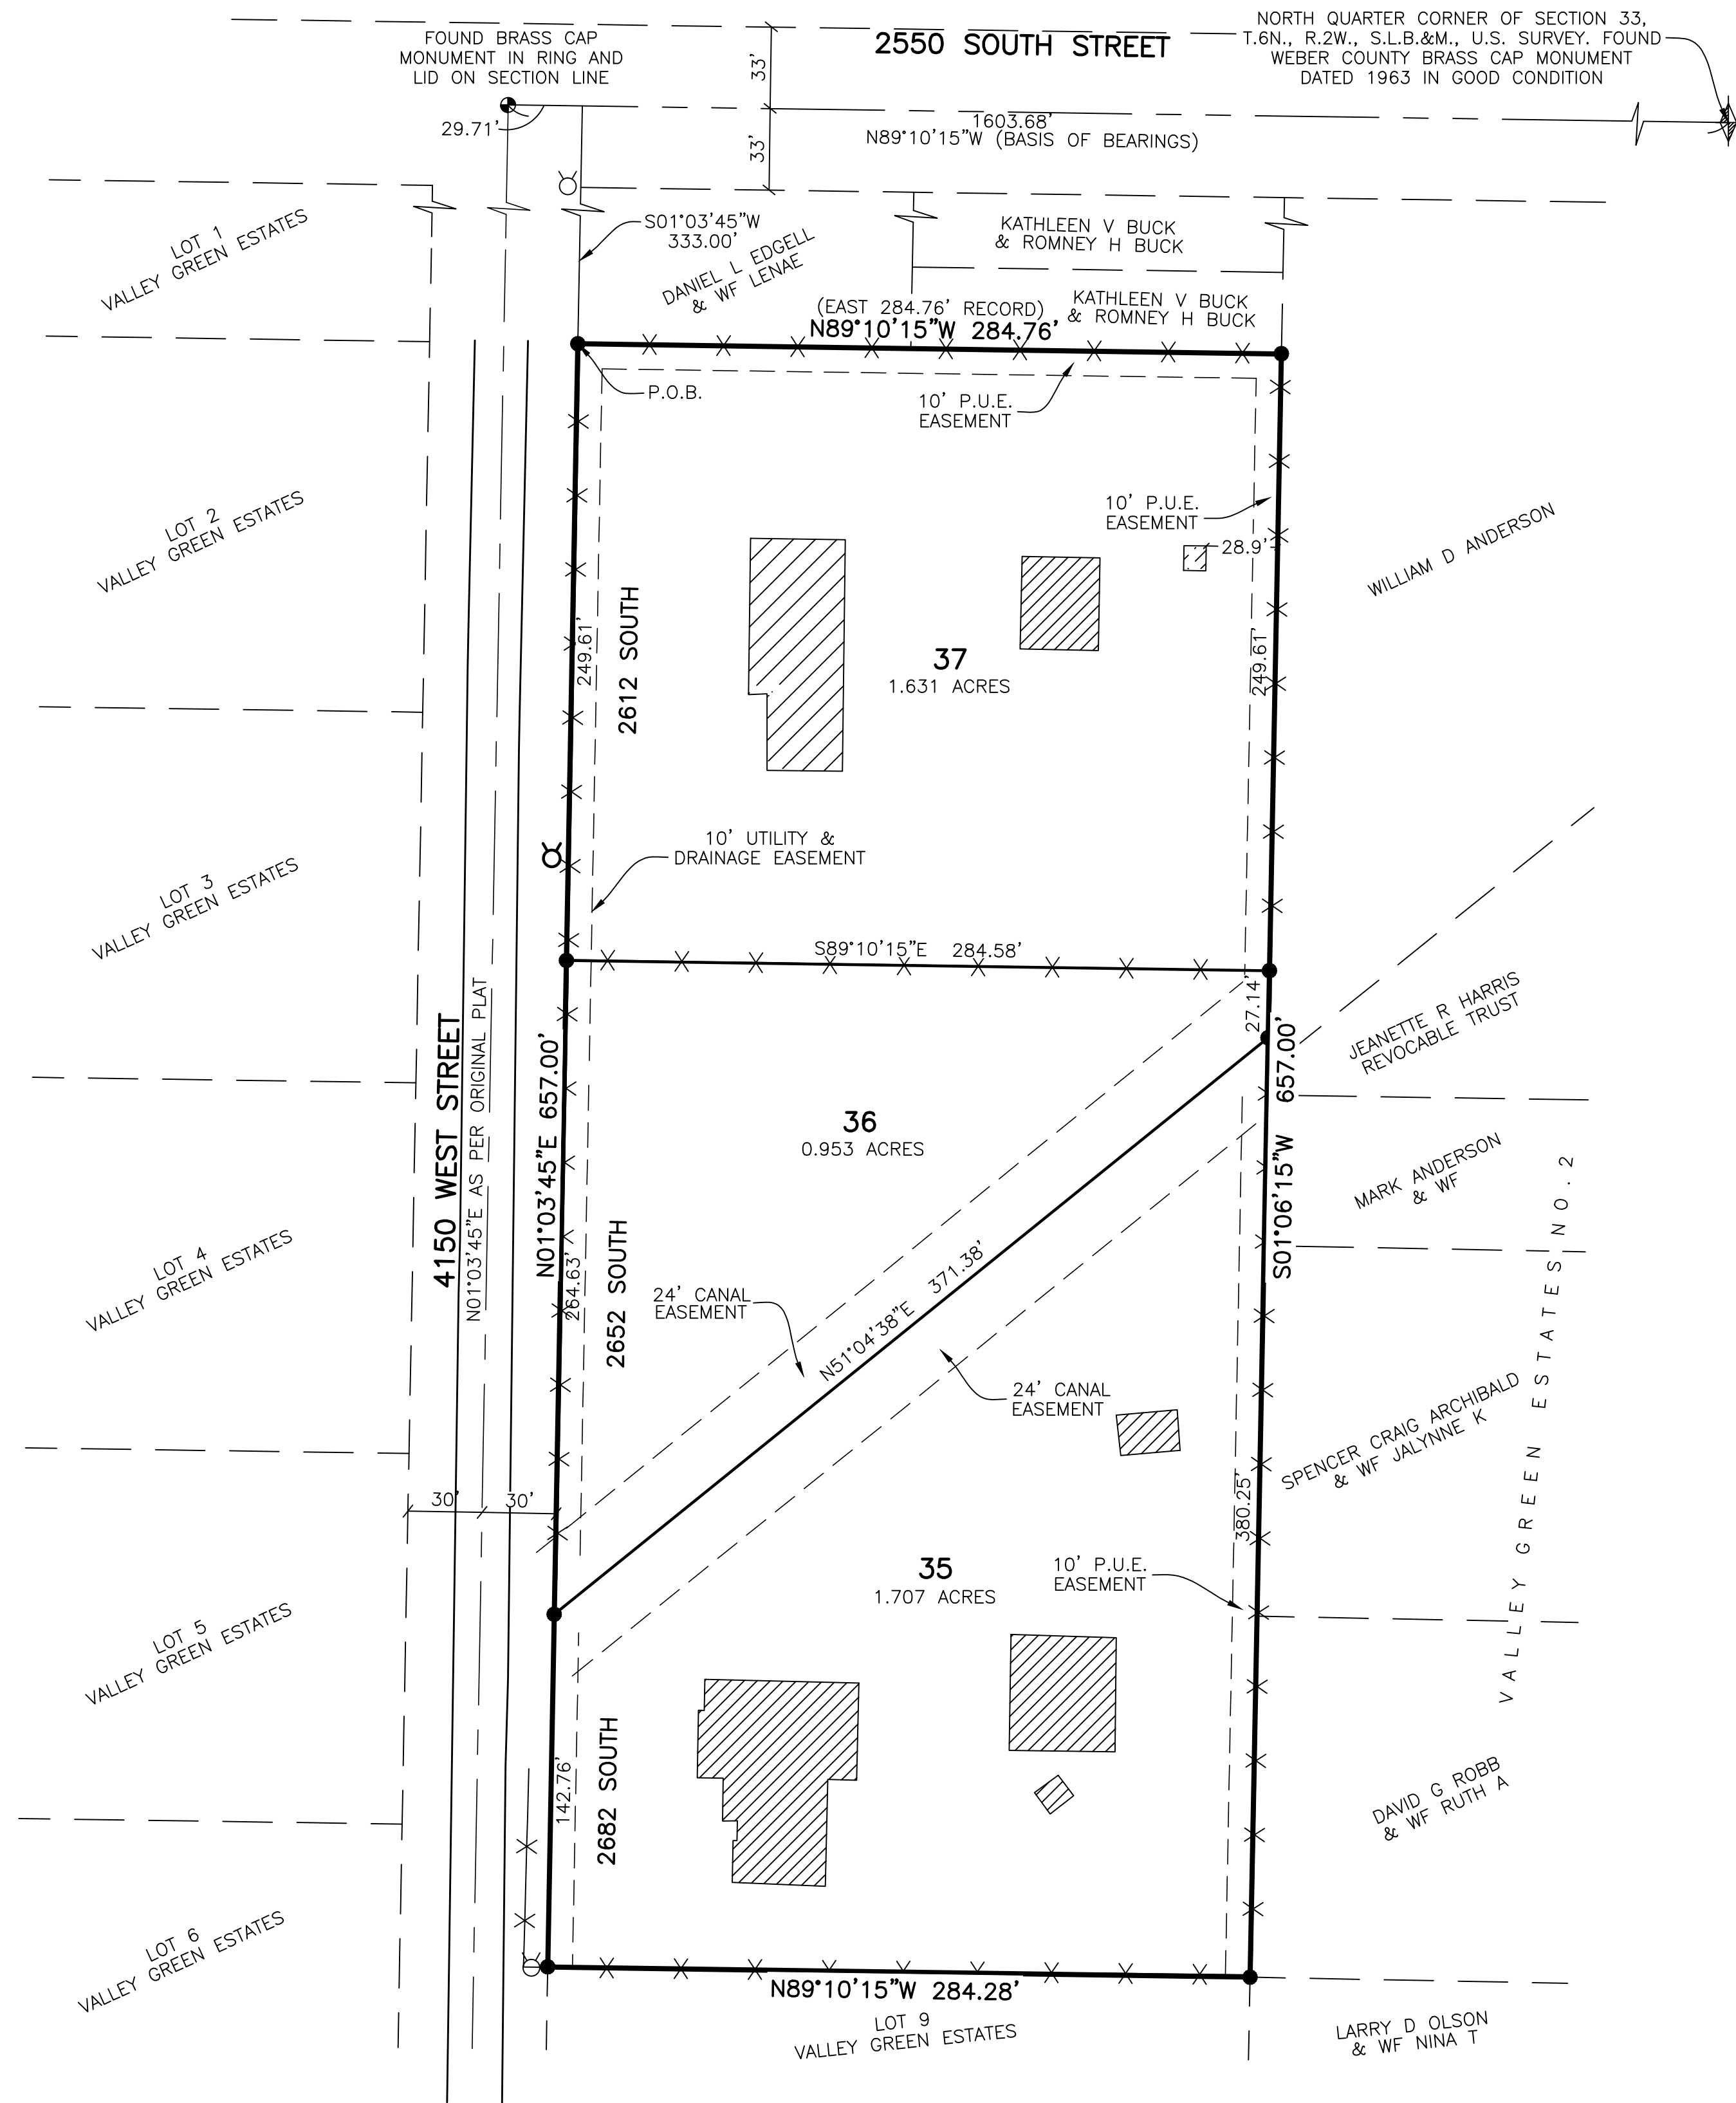 FOUND BRASS CAP
MONUMENT IN RING AND
LID ON SECTION LINE
2550 SOUTH STREET
NORTH QUARTER CORNER OF SECTION 33,
T.6N., R.2W., S.L.B.&M., U.S. SURVEY. FOUND
WEBER COUNTY BRASS CAP MONUMENT
DATED 1963 IN GOOD CONDITION
33'
33'
29.71'
1603.68'
N89°10'15"W (BASIS OF BEARINGS)
LOT 1
VALLEY GREEN ESTATES
S01°03'45"W
333.00'
DANIEL L EDGELL
& WF LENAE
KATHLEEN V BUCK
& ROMNEY H BUCK
KATHLEEN V BUCK
& ROMNEY H BUCK
(EAST 284.76' RECORD)
N89°10'15"W 284.76'
P.O.B.
10' P.U.E.
EASEMENT
10' P.U.E.
EASEMENT
28.9'
LOT 2
VALLEY GREEN ESTATES
WILLIAM D ANDERSON
249.61'
2612 SOUTH
37
1.631 ACRES
249.61'
10' UTILITY &
DRAINAGE EASEMENT
LOT 3
VALLEY GREEN ESTATES
S89°10'15"E 284.58'
27.14'
JEANETTE R HARRIS
REVOCABLE TRUST
4150 WEST STREET
N01°03'45"E AS PER ORIGINAL PLAT
N01°03'45"E 657.00'
264.63'
2652 SOUTH
36
0.953 ACRES
S01°06'15"W 657.00'
MARK ANDERSON
& WF
VALLEY GREEN ESTATES NO.2
LOT 4
VALLEY GREEN ESTATES
24' CANAL
EASEMENT
N51°04'38"E 371.38'
24' CANAL
EASEMENT
SPENCER CRAIG ARCHIBALD
& WF JALYNNE K
30'
30'
380.25'
35
1.707 ACRES
10' P.U.E.
EASEMENT
LOT 5
VALLEY GREEN ESTATES
142.76'
2682 SOUTH
DAVID G ROBB
& WF RUTH A
LOT 6
VALLEY GREEN ESTATES
N89°10'15"W 284.28'
LOT 9
VALLEY GREEN ESTATES
LARRY D OLSON
& WF NINA T